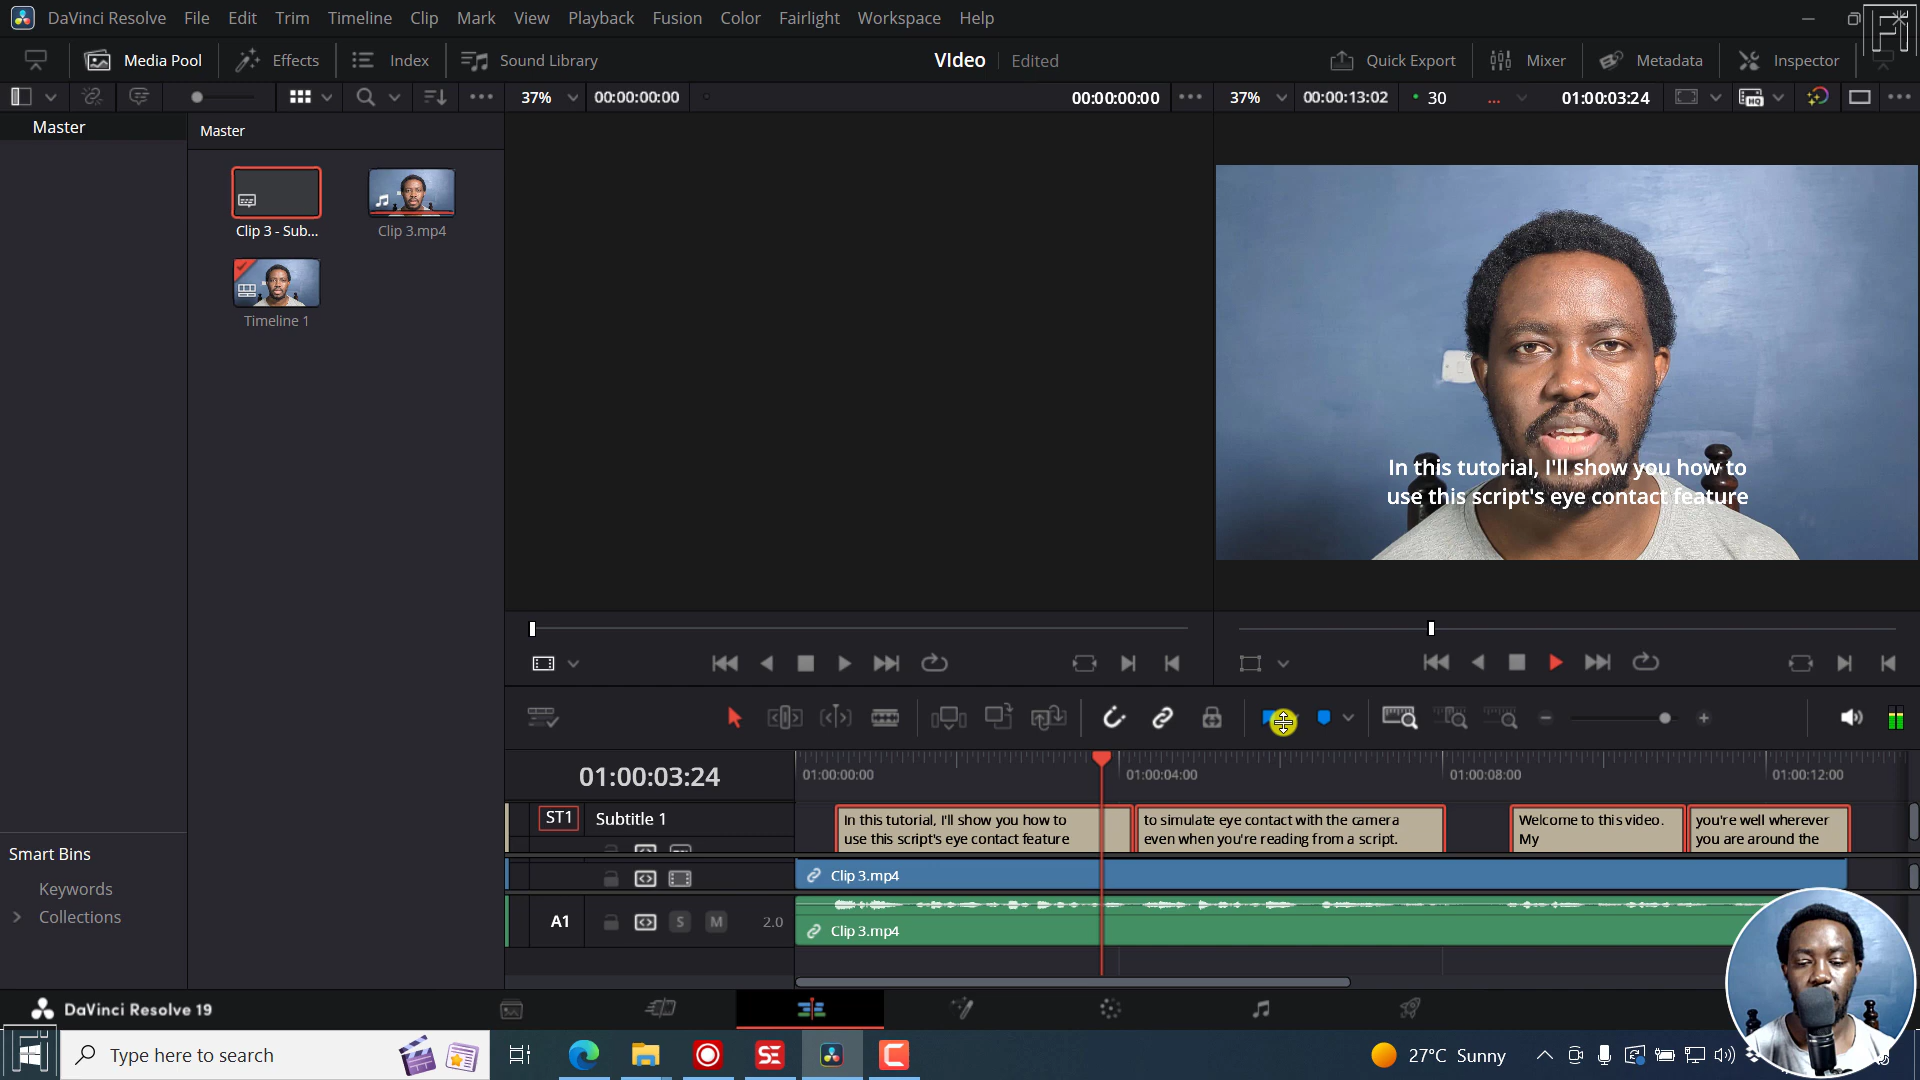 DaVinci Resolve File Edit Trim Timeline Clip Mark View Playback Fusion Color Fairlight Workspace Help
Media Pool Effects Index Sound Library VIdeo Edited Quick Export Mixer Metadata Inspector
37% 00:00:00:00 00:00:00:00 37% 00:00:13:02 30 01:00:03:24
Master
Master
Clip 3 - Sub... Clip 3.mp4
Timeline 1
In this tutorial, I'll show you how to
use this script's eye contact feature
01:00:03:24
01:00:00:00 01:00:04:00 01:00:08:00 01:00:12:00
ST1 Subtitle 1
In this tutorial, I'll show you how to
use this script's eye contact feature
to simulate eye contact with the camera
even when you're reading from a script.
Welcome to this video.
My
you're well wherever
you are around the
Clip 3.mp4
A1 S M 2.0
Clip 3.mp4
Smart Bins
Keywords
Collections
DaVinci Resolve 19
Type here to search
27°C Sunny